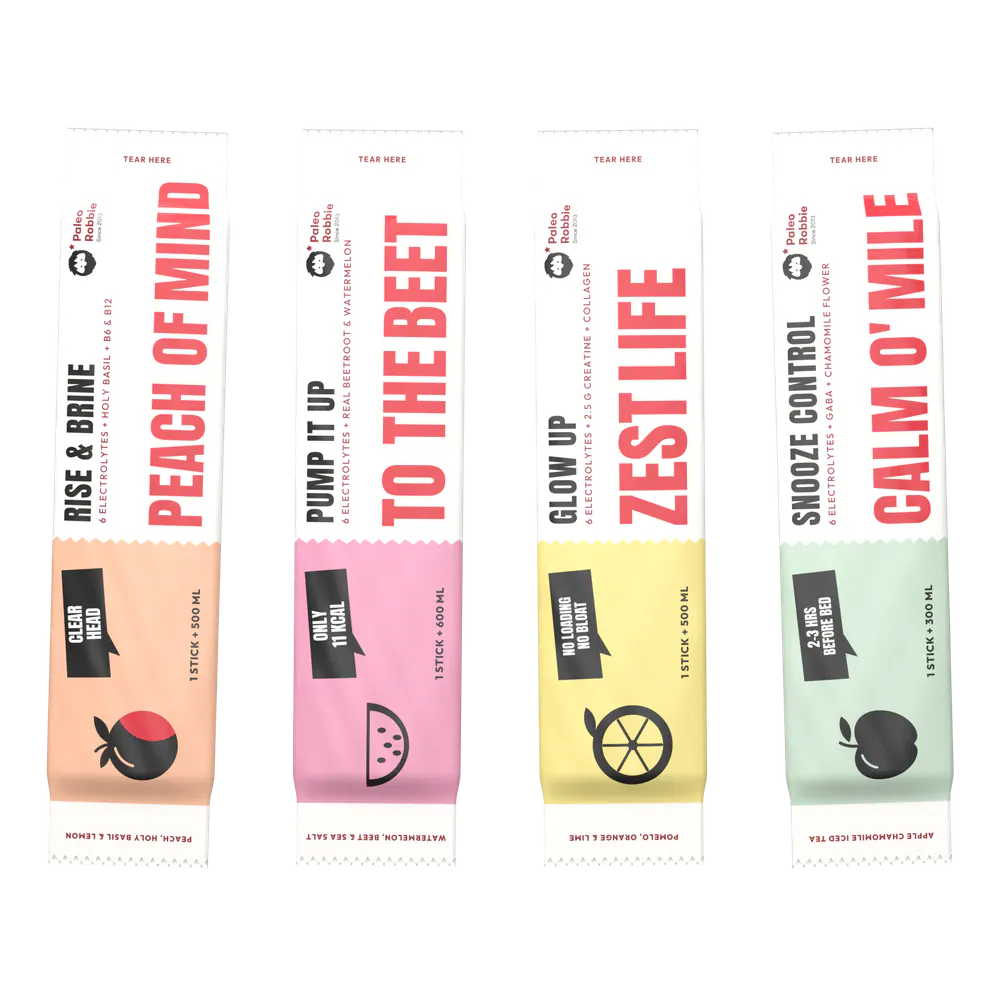 TEAR HERE
Paleo
Robbie
Since 2013
RISE & BRINE
6 ELECTROLYTES + HOLY BASIL + B6 & B12
PEACH OF MIND
CLEAR
HEAD
1 STICK + 500 ML
PEACH, HOLY BASIL & LEMON
TEAR HERE
Paleo
Robbie
Since 2013
PUMP IT UP
6 ELECTROLYTES + REAL BEETROOT & WATERMELON
TO THE BEET
ONLY
11 KCAL
1 STICK + 600 ML
WATERMELON, BEET & SEA SALT
TEAR HERE
Paleo
Robbie
Since 2013
GLOW UP
6 ELECTROLYTES + 2.5 G CREATINE + COLLAGEN
ZEST LIFE
NO LOADING
NO BLOAT
1 STICK + 500 ML
POMELO, ORANGE & LIME
TEAR HERE
Paleo
Robbie
Since 2013
SNOOZE CONTROL
6 ELECTROLYTES + GABA + CHAMOMILE FLOWER
CALM O' MILE
2-3 HRS
BEFORE BED
1 STICK + 300 ML
APPLE CHAMOMILE ICED TEA